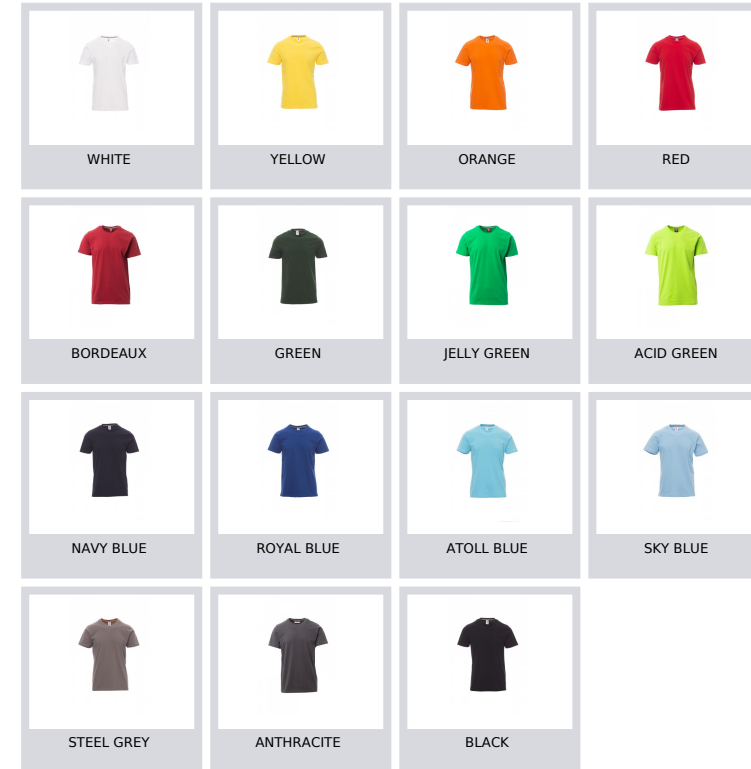 WHITE
YELLOW
ORANGE
RED
BORDEAUX
GREEN
JELLY GREEN
ACID GREEN
NAVY BLUE
ROYAL BLUE
ATOLL BLUE
SKY BLUE
STEEL GREY
ANTHRACITE
BLACK